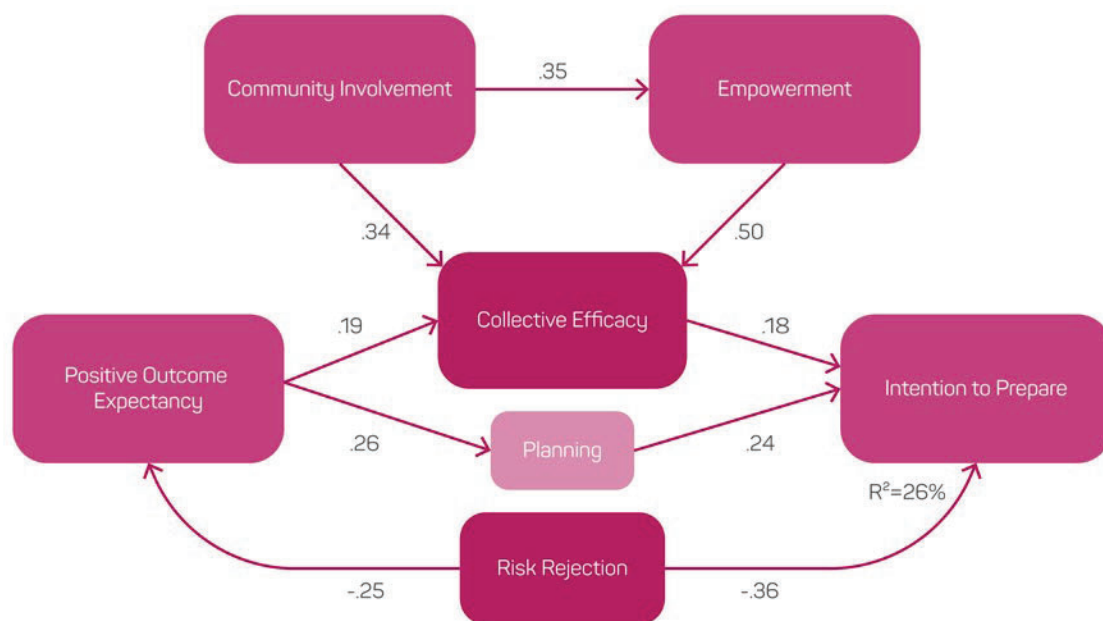 Community Involvement
.35
Empowerment
.34
.50
Collective Efficacy
.19
.18
Positive Outcome
Expectancy
Intention to Prepare
.26
Planning
.24
R²=26%
Risk Rejection
-.25
-.36